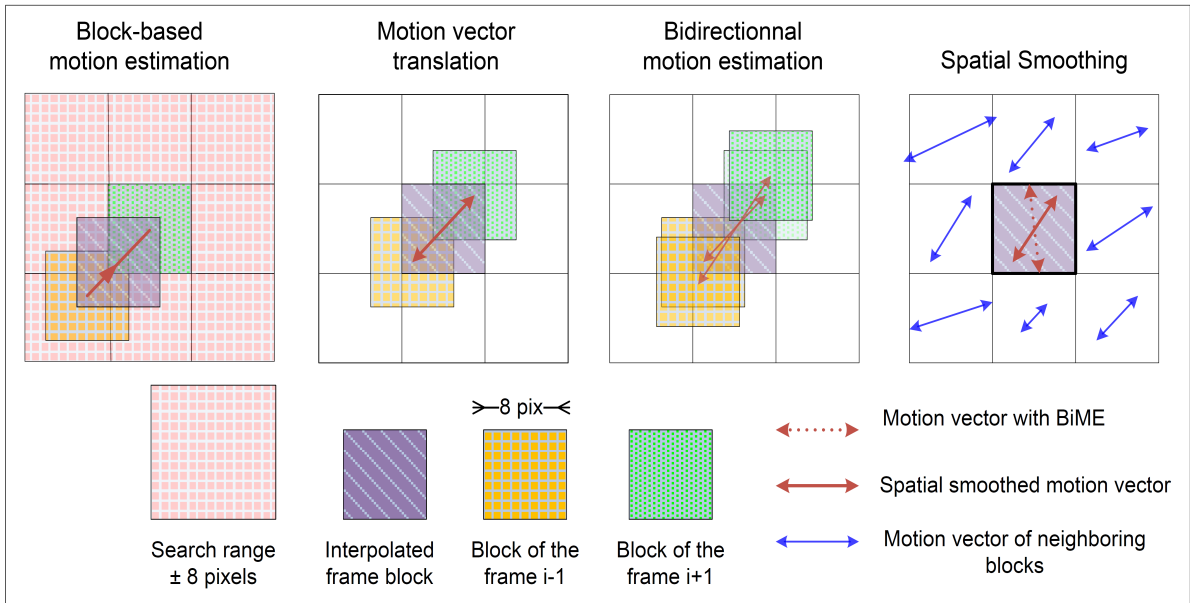 Block-based
motion estimation
Motion vector
translation
Bidirectionnal
motion estimation
Spatial Smoothing
8 pix
Search range
± 8 pixels
Interpolated
frame block
Block of the
frame i-1
Block of the
frame i+1
Motion vector with BiME
Spatial smoothed motion vector
Motion vector of neighboring
blocks